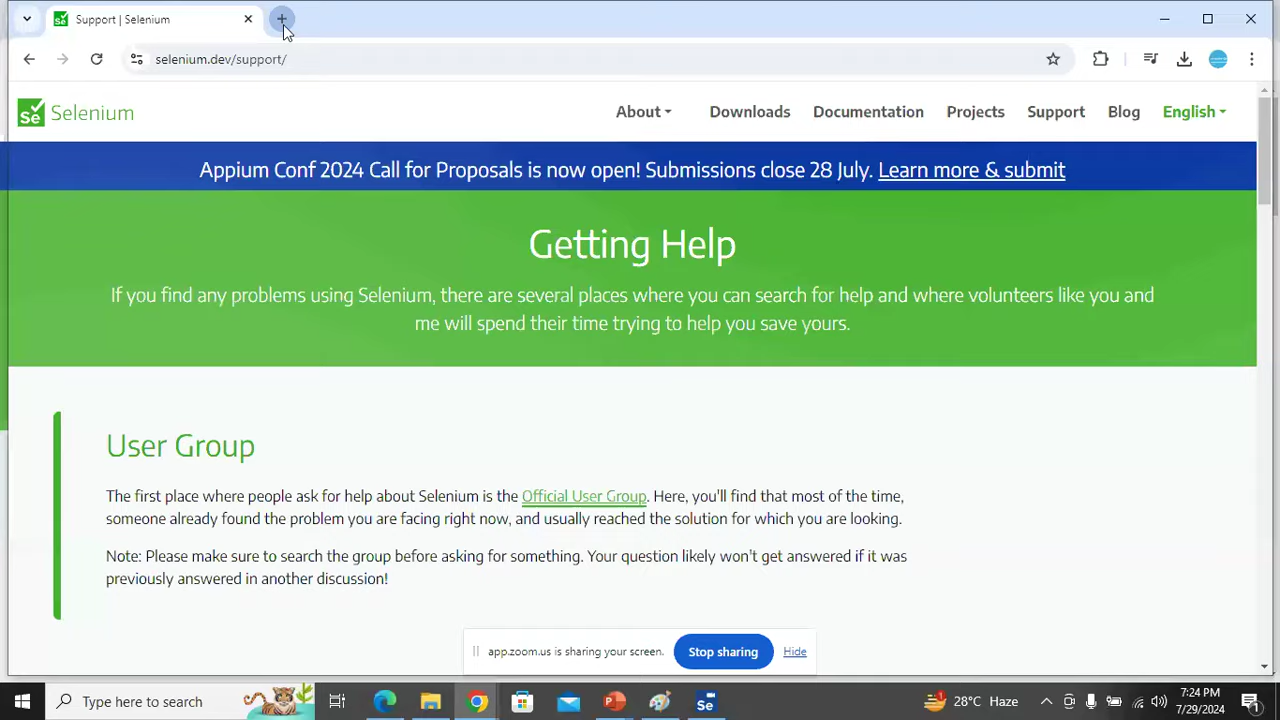 Support | Selenium
selenium.dev/support/
Se Selenium
About Downloads Documentation Projects Support Blog English
Appium Conf 2024 Call for Proposals is now open! Submissions close 28 July. Learn more & submit
Getting Help
If you find any problems using Selenium, there are several places where you can search for help and where volunteers like you and
me will spend their time trying to help you save yours.
User Group
The first place where people ask for help about Selenium is the Official User Group. Here, you'll find that most of the time,
someone already found the problem you are facing right now, and usually reached the solution for which you are looking.
Note: Please make sure to search the group before asking for something. Your question likely won't get answered if it was
previously answered in another discussion!
app.zoom.us is sharing your screen. Stop sharing Hide
Type here to search
Se
28°C Haze
7:24 PM
7/29/2024